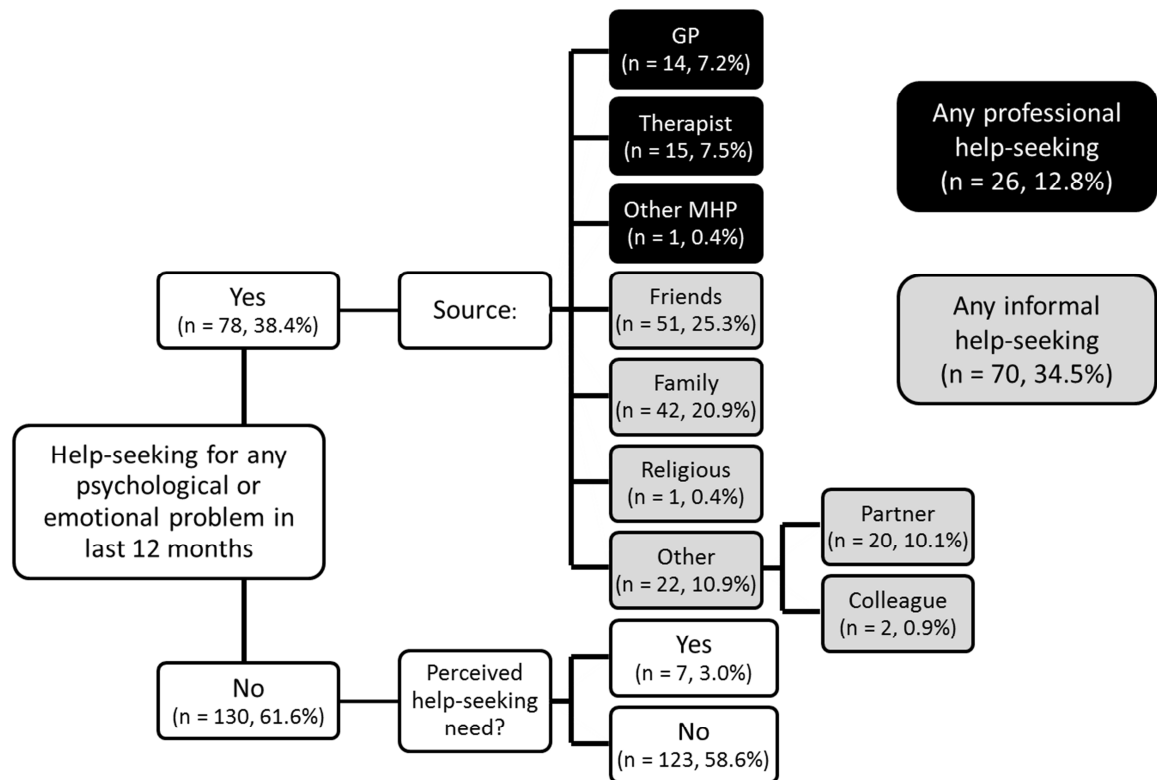 GP
(n = 14, 7.2%)
Therapist
(n = 15, 7.5%)
Other MHP
(n = 1, 0.4%)
Any professional
help-seeking
(n = 26, 12.8%)
Yes
(n = 78, 38.4%)
Source:
Friends
(n = 51, 25.3%)
Family
(n = 42, 20.9%)
Religious
(n = 1, 0.4%)
Other
(n = 22, 10.9%)
Any informal
help-seeking
(n = 70, 34.5%)
Partner
(n = 20, 10.1%)
Colleague
(n = 2, 0.9%)
Help-seeking for any
psychological or
emotional problem in
last 12 months
No
(n = 130, 61.6%)
Perceived
help-seeking
need?
Yes
(n = 7, 3.0%)
No
(n = 123, 58.6%)